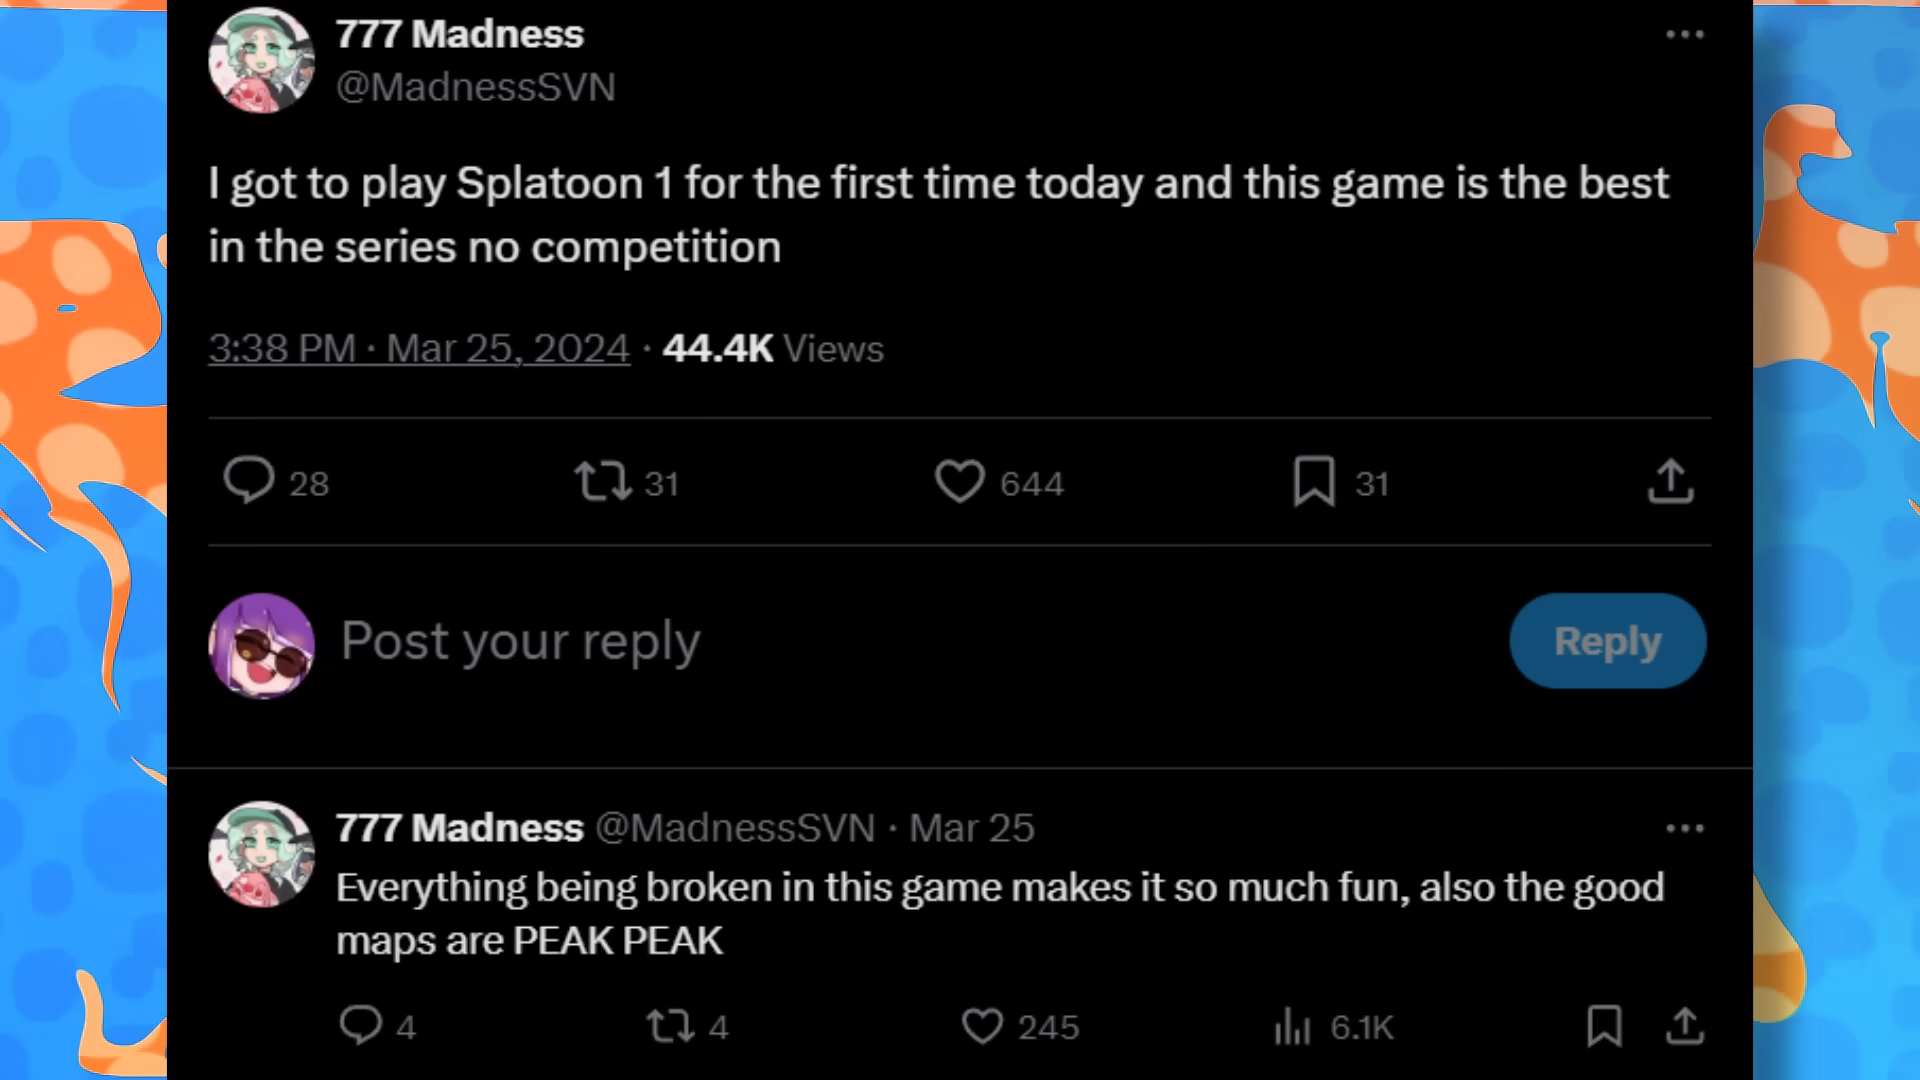 777 Madness
@MadnessSVN
I got to play Splatoon 1 for the first time today and this game is the best
in the series no competition
3:38 PM · Mar 25, 2024 · 44.4K Views
28 31 644 31
Post your reply
Reply
777 Madness @MadnessSVN · Mar 25
Everything being broken in this game makes it so much fun, also the good
maps are PEAK PEAK
4 4 245 6.1K